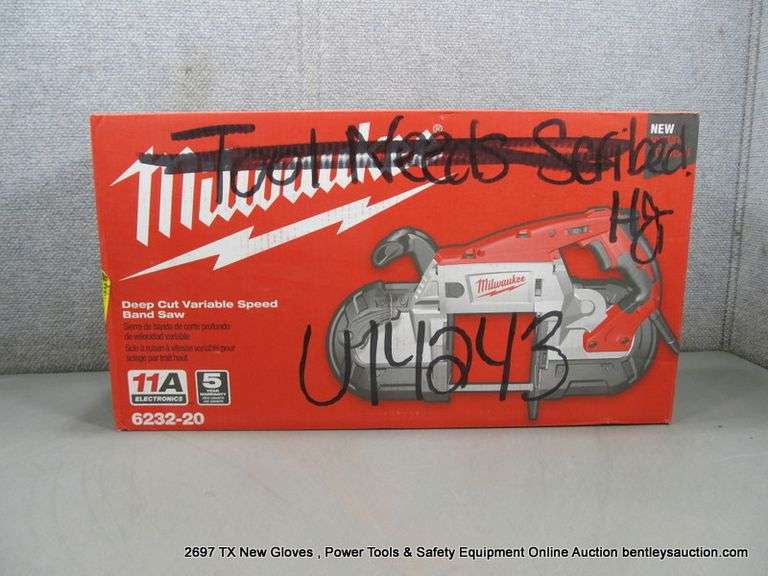 NEW
Tool Needs Scribed.
Milwaukee®
H&J
Milwaukee
Deep Cut Variable Speed
Band Saw
Sierra de banda de corte profundo
de velocidad variable
Scie à ruban à vitesse variable pour
sciage par trait haut
U14243
11A
ELECTRONICS
5
YEAR
WARRANTY
6232-20
2697 TX New Gloves , Power Tools & Safety Equipment Online Auction bentleysauction.com